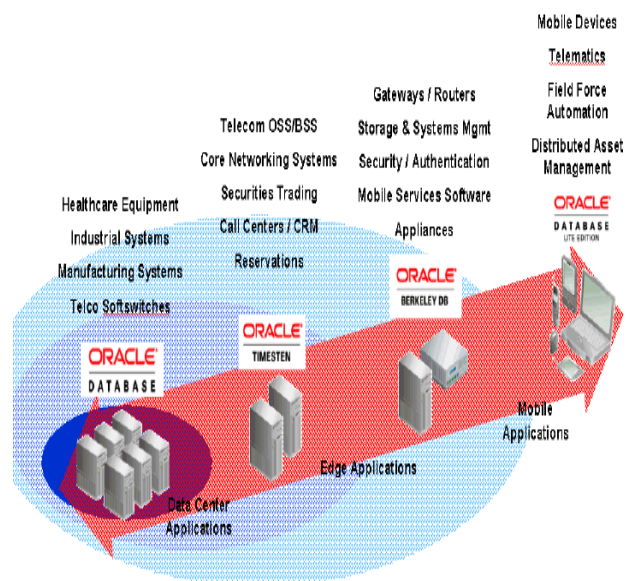 Mobile Devices
Telematics
Field Force
Automation
Distributed Asset
Management
ORACLE
DATABASE
LITE EDITION
Gateways / Routers
Storage & Systems Mgmt
Security / Authentication
Mobile Services Software
Appliances
ORACLE
BERKELEY DB
Telecom OSS/BSS
Core Networking Systems
Securities Trading
Call Centers / CRM
Reservations
ORACLE
TIMESTEN
Healthcare Equipment
Industrial Systems
Manufacturing Systems
Telco Softswitches
ORACLE
DATABASE
Mobile
Applications
Edge Applications
Data Center
Applications